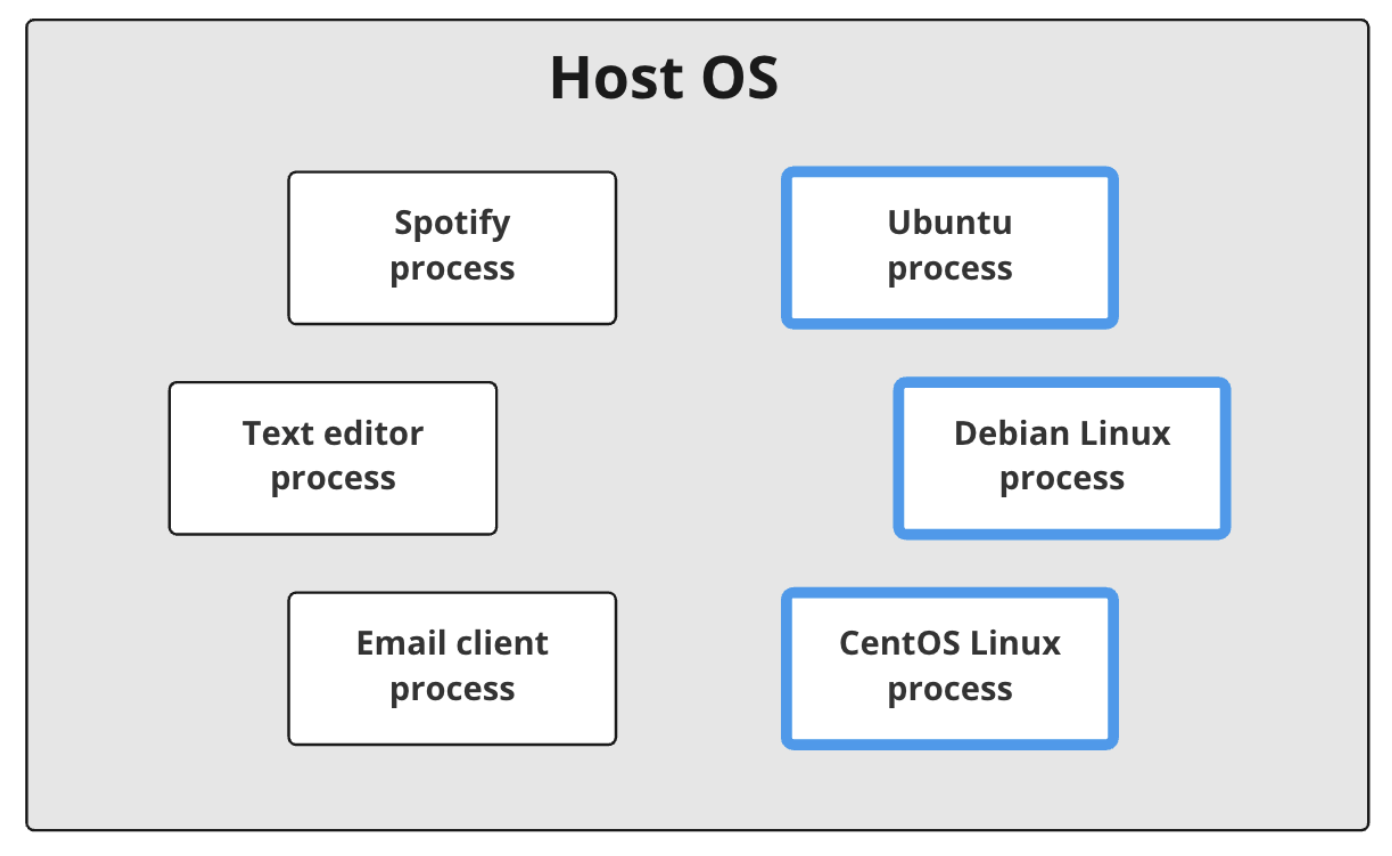 Host OS
Spotify
process
Ubuntu
process
Text editor
process
Debian Linux
process
Email client
process
CentOS Linux
process